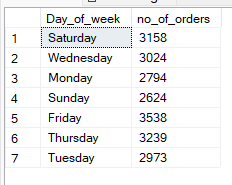 Day_of_week no_of_orders
1 Saturday 3158
2 Wednesday 3024
3 Monday 2794
4 Sunday 2624
5 Friday 3538
6 Thursday 3239
7 Tuesday 2973